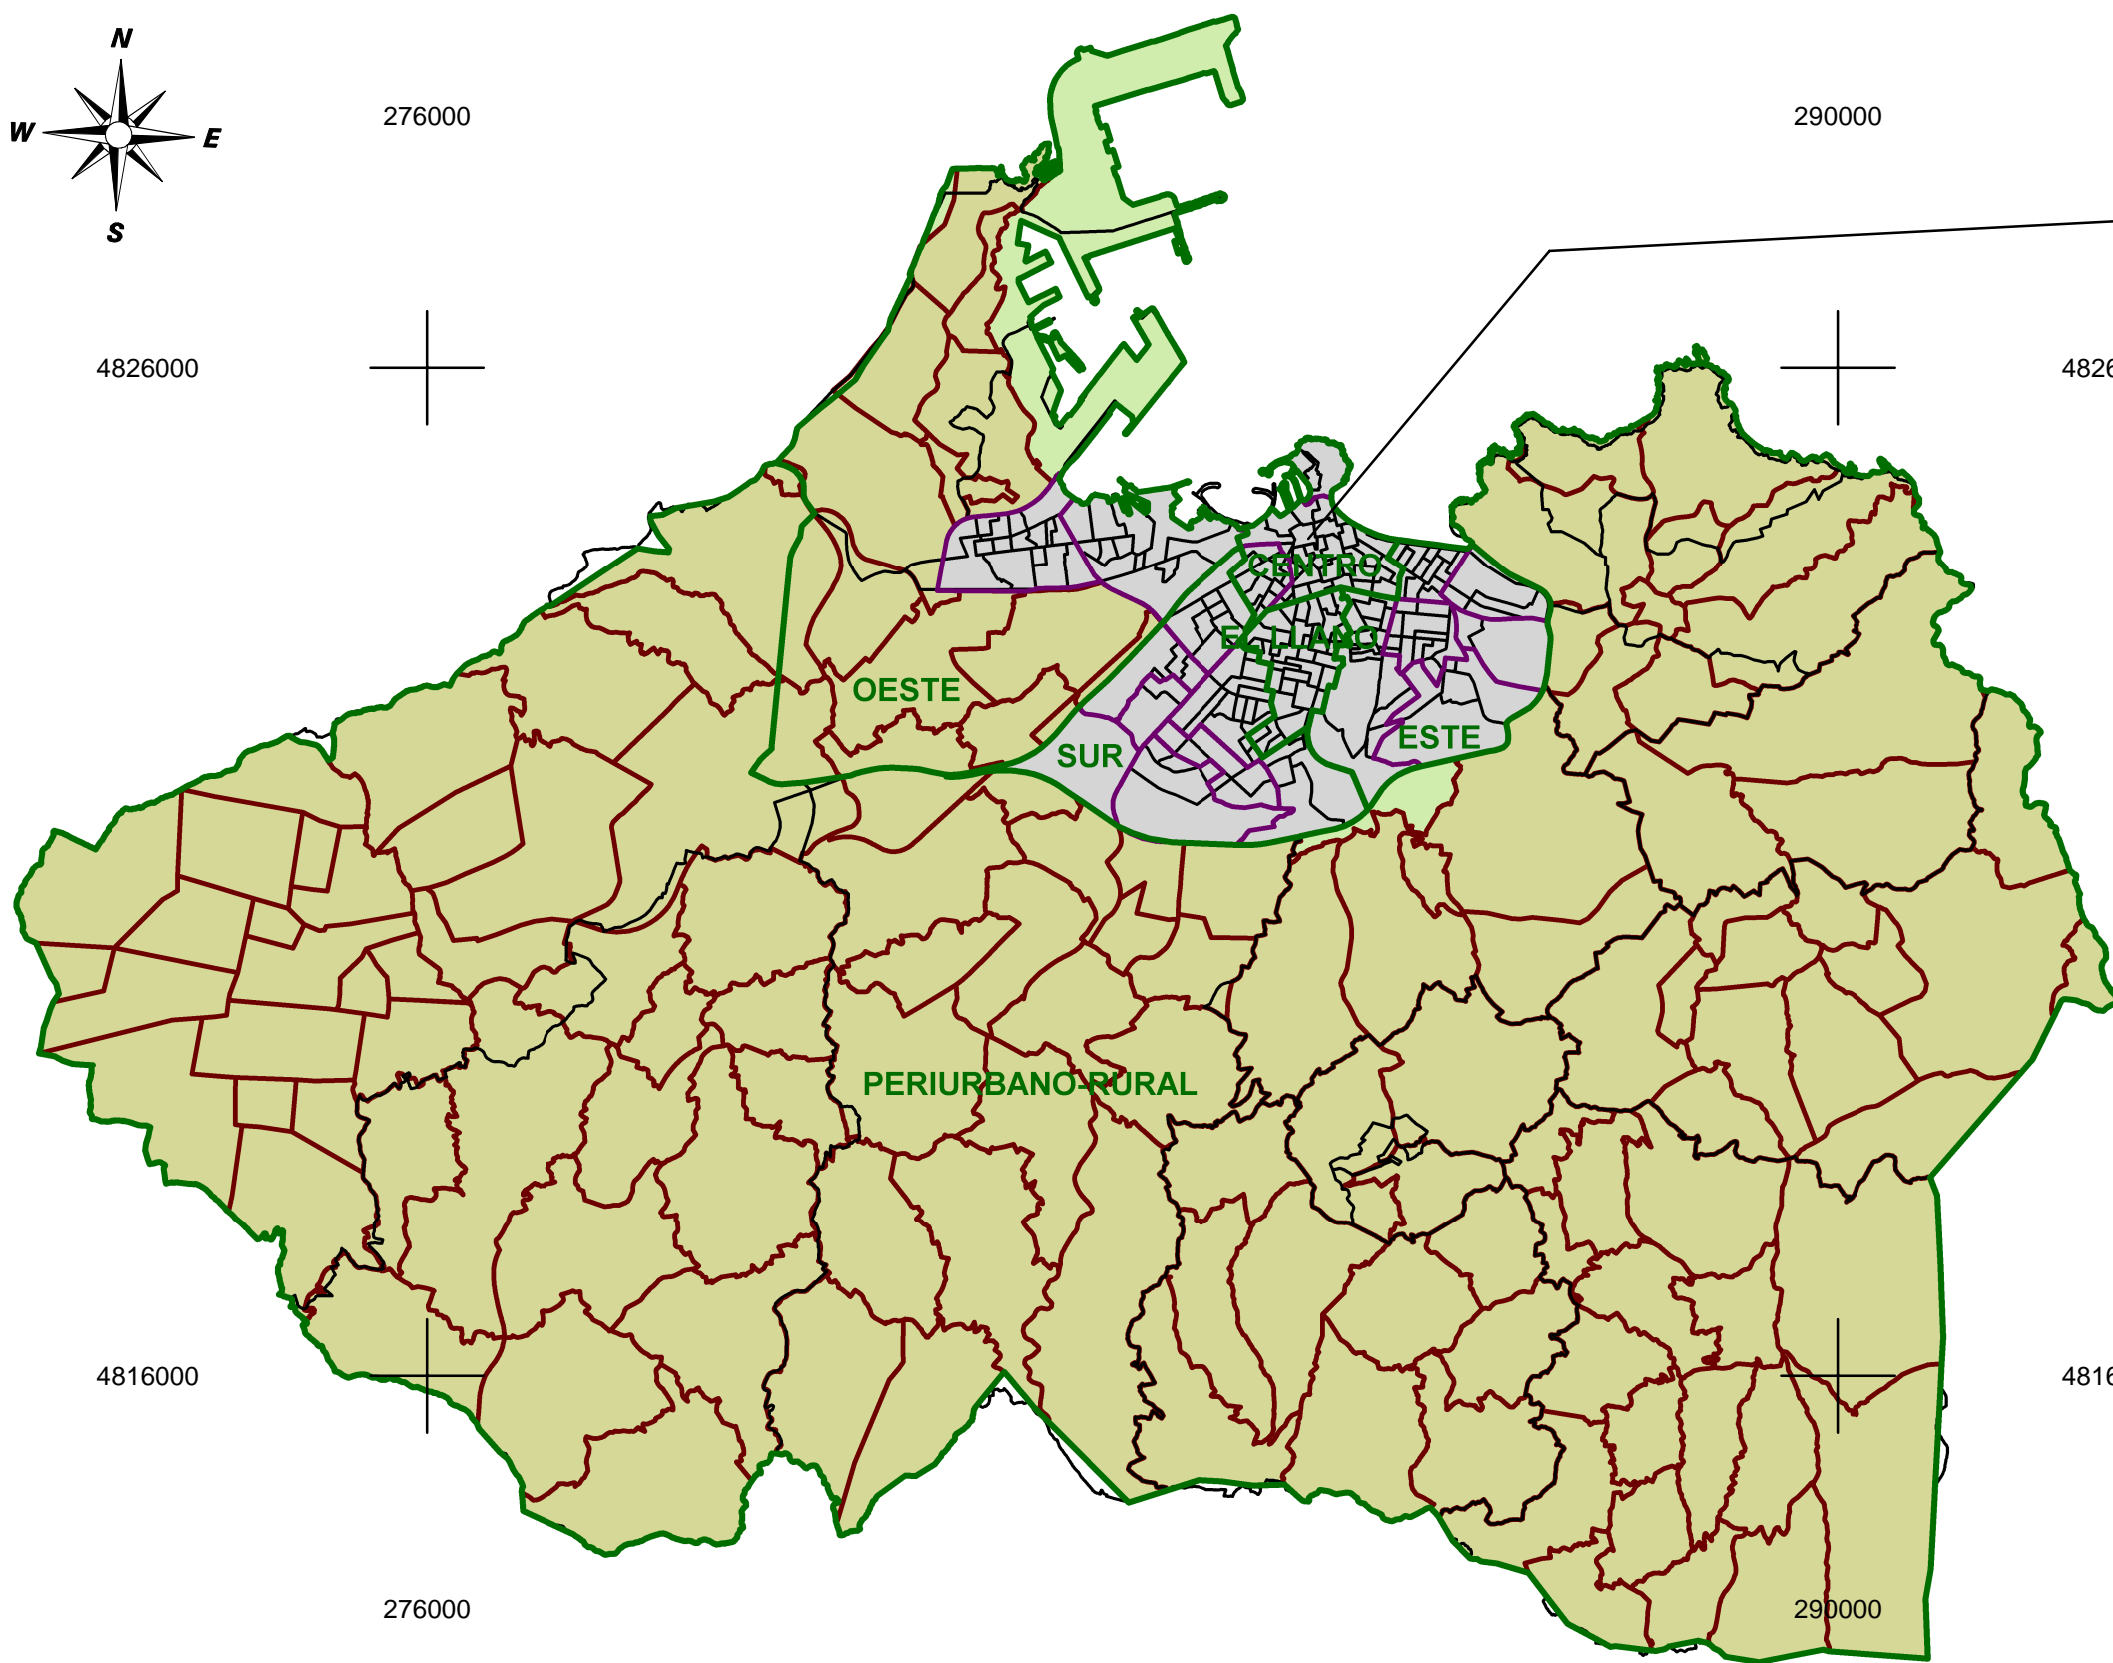 N
276000
290000
W
E
S
4826000
4826
CENTRO
EL LLANO
OESTE
ESTE
SUR
PERIURBANO-RURAL
4816000
4816
276000
290000